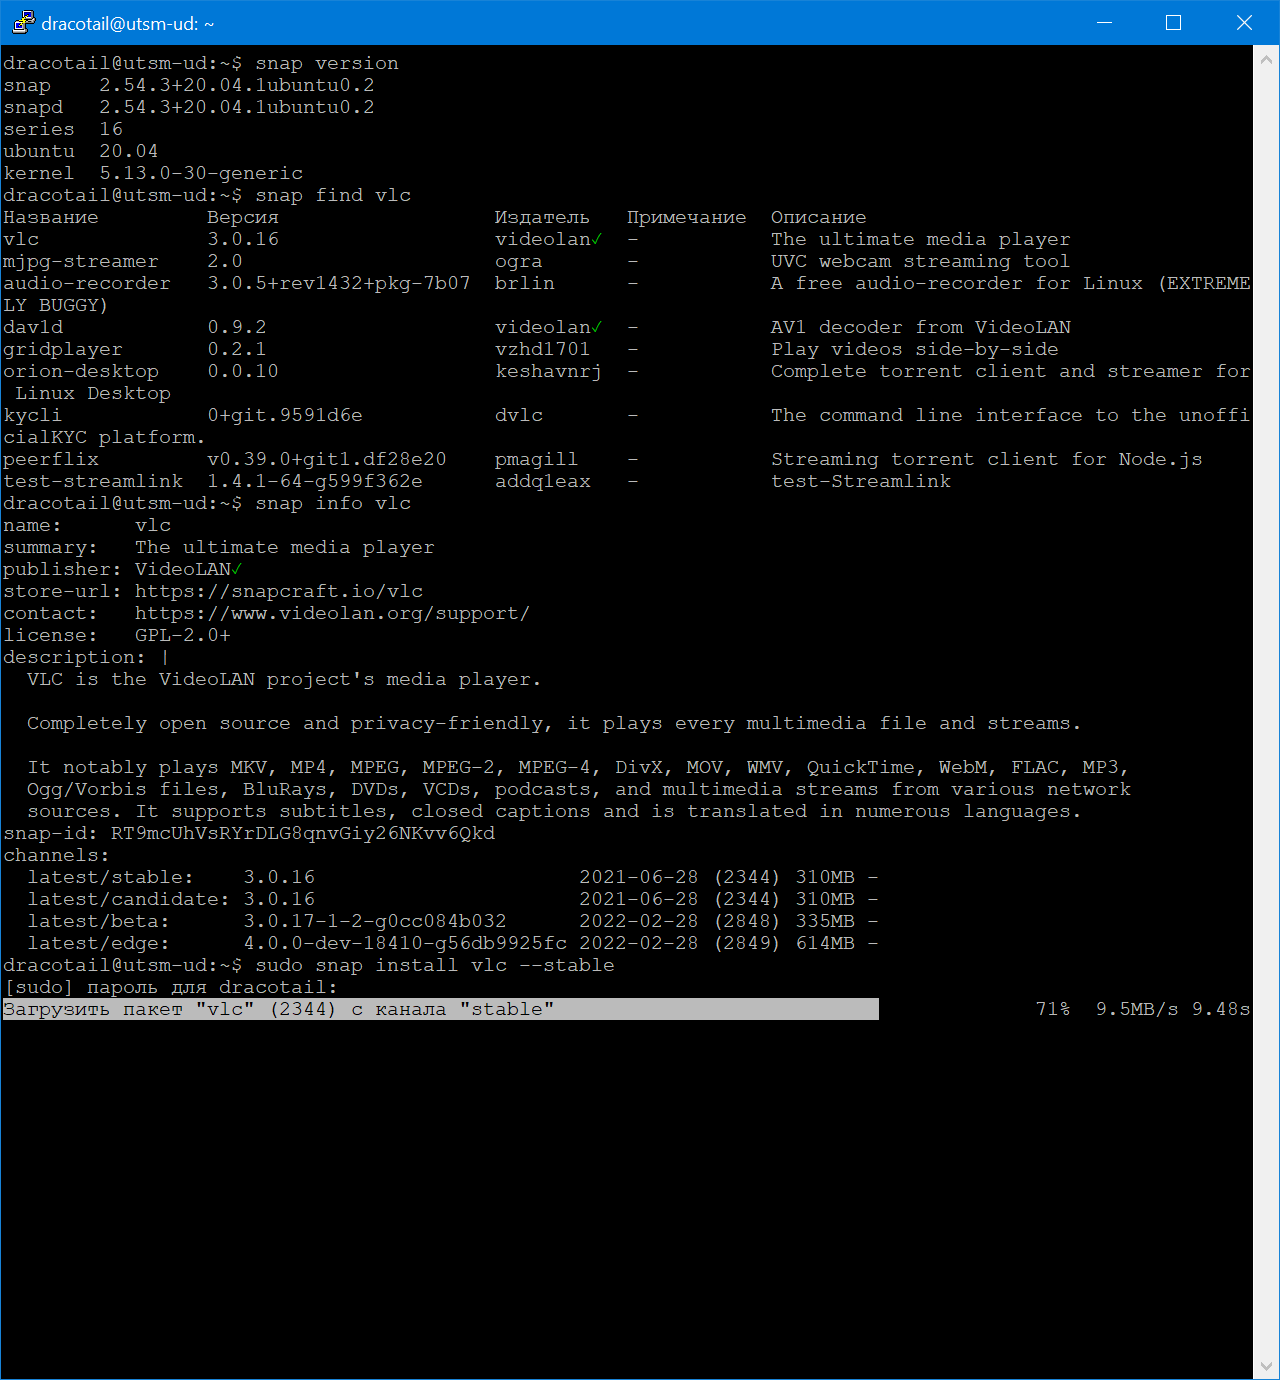 dracotail@utsm-ud: ~
dracotail@utsm-ud:~$ snap version
snap    2.54.3+20.04.1ubuntu0.2
snapd   2.54.3+20.04.1ubuntu0.2
series  16
ubuntu  20.04
kernel  5.13.0-30-generic
dracotail@utsm-ud:~$ snap find vlc
Название         Версия                  Издатель   Примечание  Описание
vlc              3.0.16                  videolan✓  -           The ultimate media player
mjpg-streamer    2.0                     ogra       -           UVC webcam streaming tool
audio-recorder   3.0.5+rev1432+pkg-7b07  brlin      -           A free audio-recorder for Linux (EXTREME
LY BUGGY)
dav1d            0.9.2                   videolan✓  -           AV1 decoder from VideoLAN
gridplayer       0.2.1                   vzhd1701   -           Play videos side-by-side
orion-desktop    0.0.10                  keshavnrj  -           Complete torrent client and streamer for
 Linux Desktop
kycli            0+git.9591d6e           dvlc       -           The command line interface to the unoffi
cialKYC platform.
peerflix         v0.39.0+git1.df28e20    pmagill    -           Streaming torrent client for Node.js
test-streamlink  1.4.1-64-g599f362e      addq1eax   -           test-Streamlink
dracotail@utsm-ud:~$ snap info vlc
name:      vlc
summary:   The ultimate media player
publisher: VideoLAN✓
store-url: https://snapcraft.io/vlc
contact:   https://www.videolan.org/support/
license:   GPL-2.0+
description: |
  VLC is the VideoLAN project's media player.
  Completely open source and privacy-friendly, it plays every multimedia file and streams.
  It notably plays MKV, MP4, MPEG, MPEG-2, MPEG-4, DivX, MOV, WMV, QuickTime, WebM, FLAC, MP3,
  Ogg/Vorbis files, BluRays, DVDs, VCDs, podcasts, and multimedia streams from various network
  sources. It supports subtitles, closed captions and is translated in numerous languages.
snap-id: RT9mcUhVsRYrDLG8qnvGiy26NKvv6Qkd
channels:
  latest/stable:    3.0.16                      2021-06-28 (2344) 310MB -
  latest/candidate: 3.0.16                      2021-06-28 (2344) 310MB -
  latest/beta:      3.0.17-1-2-g0cc084b032      2022-02-28 (2848) 335MB -
  latest/edge:      4.0.0-dev-18410-g56db9925fc 2022-02-28 (2849) 614MB -
dracotail@utsm-ud:~$ sudo snap install vlc --stable
[sudo] пароль для dracotail:
Загрузить пакет "vlc" (2344) с канала "stable"                                        71%  9.5MB/s 9.48s